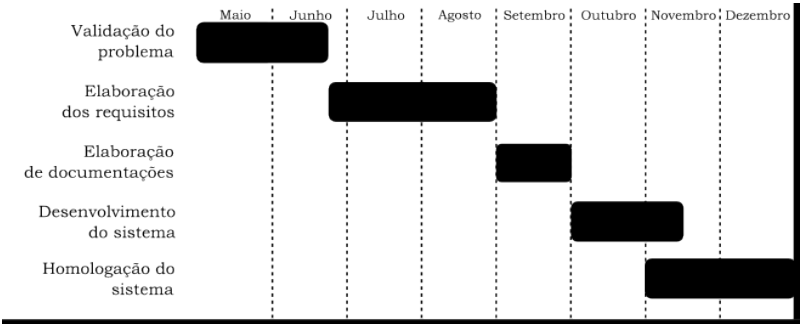 Maio Junho Julho Agosto Setembro Outubro Novembro Dezembro
Validação do
problema
Elaboração
dos requisitos
Elaboração
de documentações
Desenvolvimento
do sistema
Homologação do
sistema